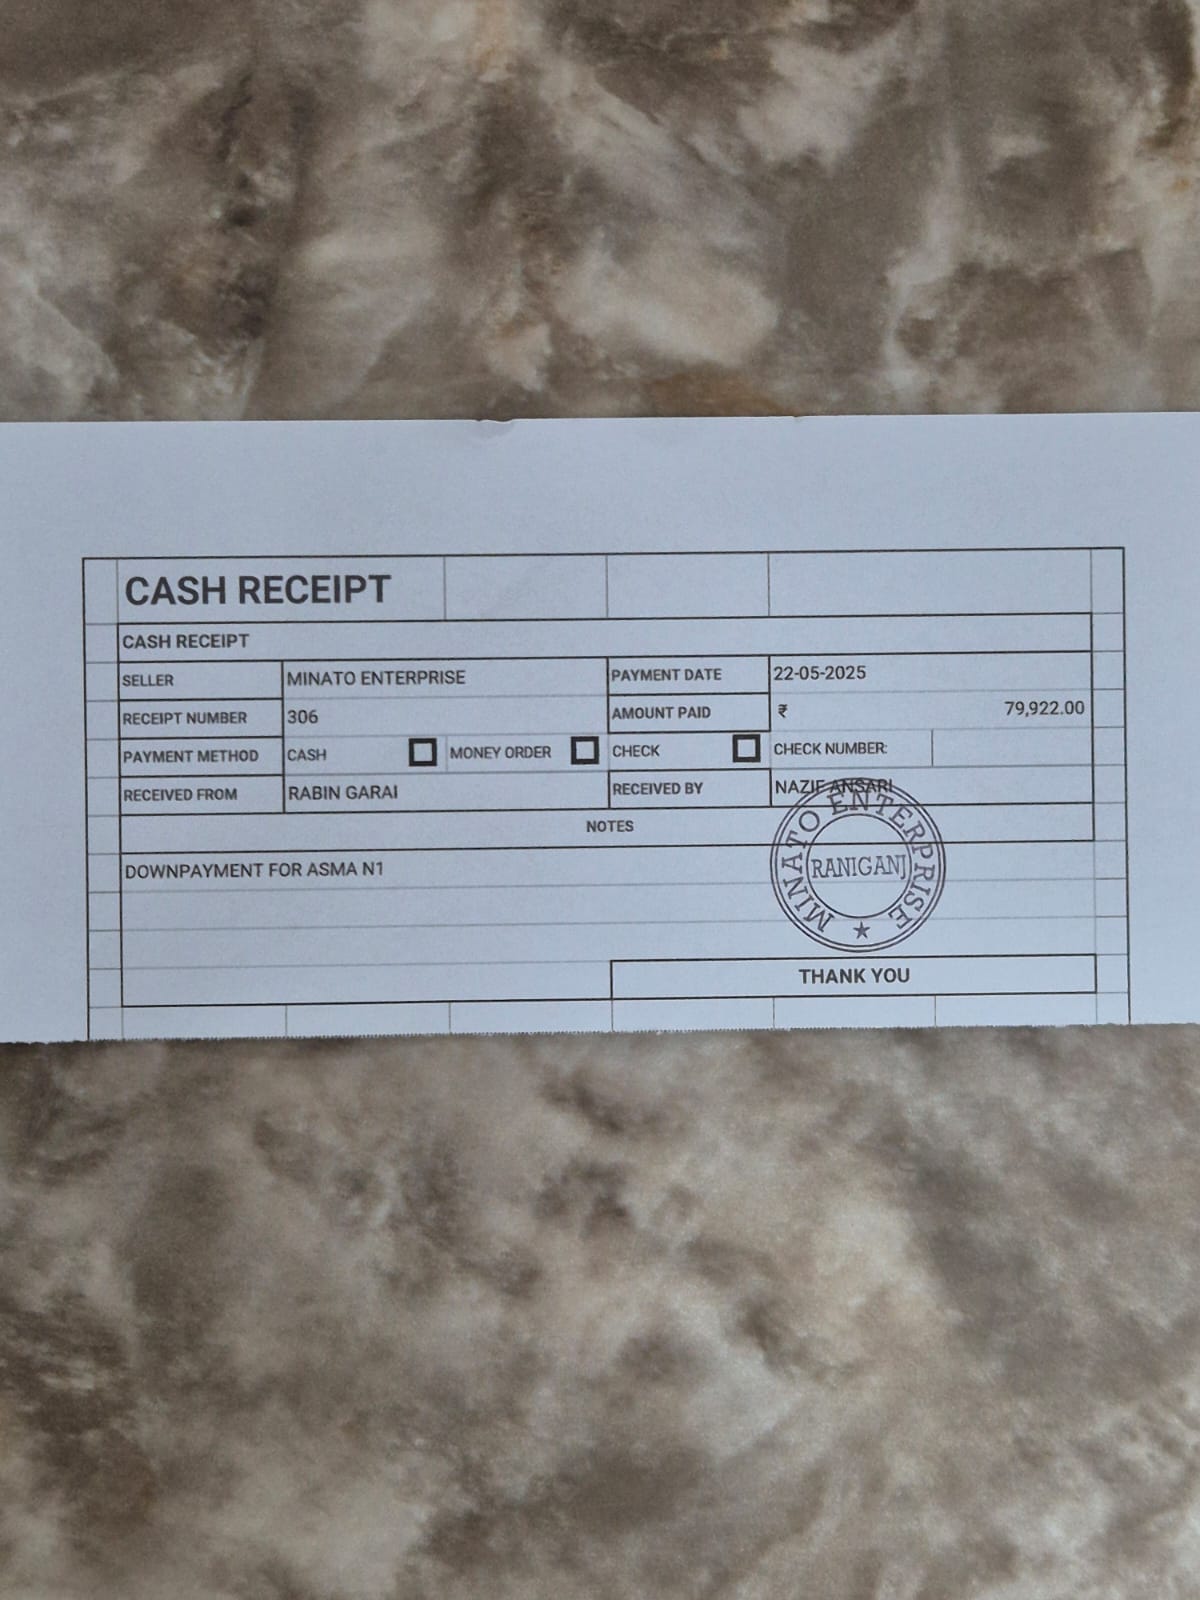 CASH RECEIPT
CASH RECEIPT
SELLER MINATO ENTERPRISE PAYMENT DATE 22-05-2025
RECEIPT NUMBER 306 AMOUNT PAID ₹ 79,922.00
PAYMENT METHOD CASH MONEY ORDER CHECK CHECK NUMBER:
RECEIVED FROM RABIN GARAI RECEIVED BY NAZIF ANSARI
NOTES
DOWNPAYMENT FOR ASMA N1
MINATO ENTERPRISE
RANIGANJ
THANK YOU